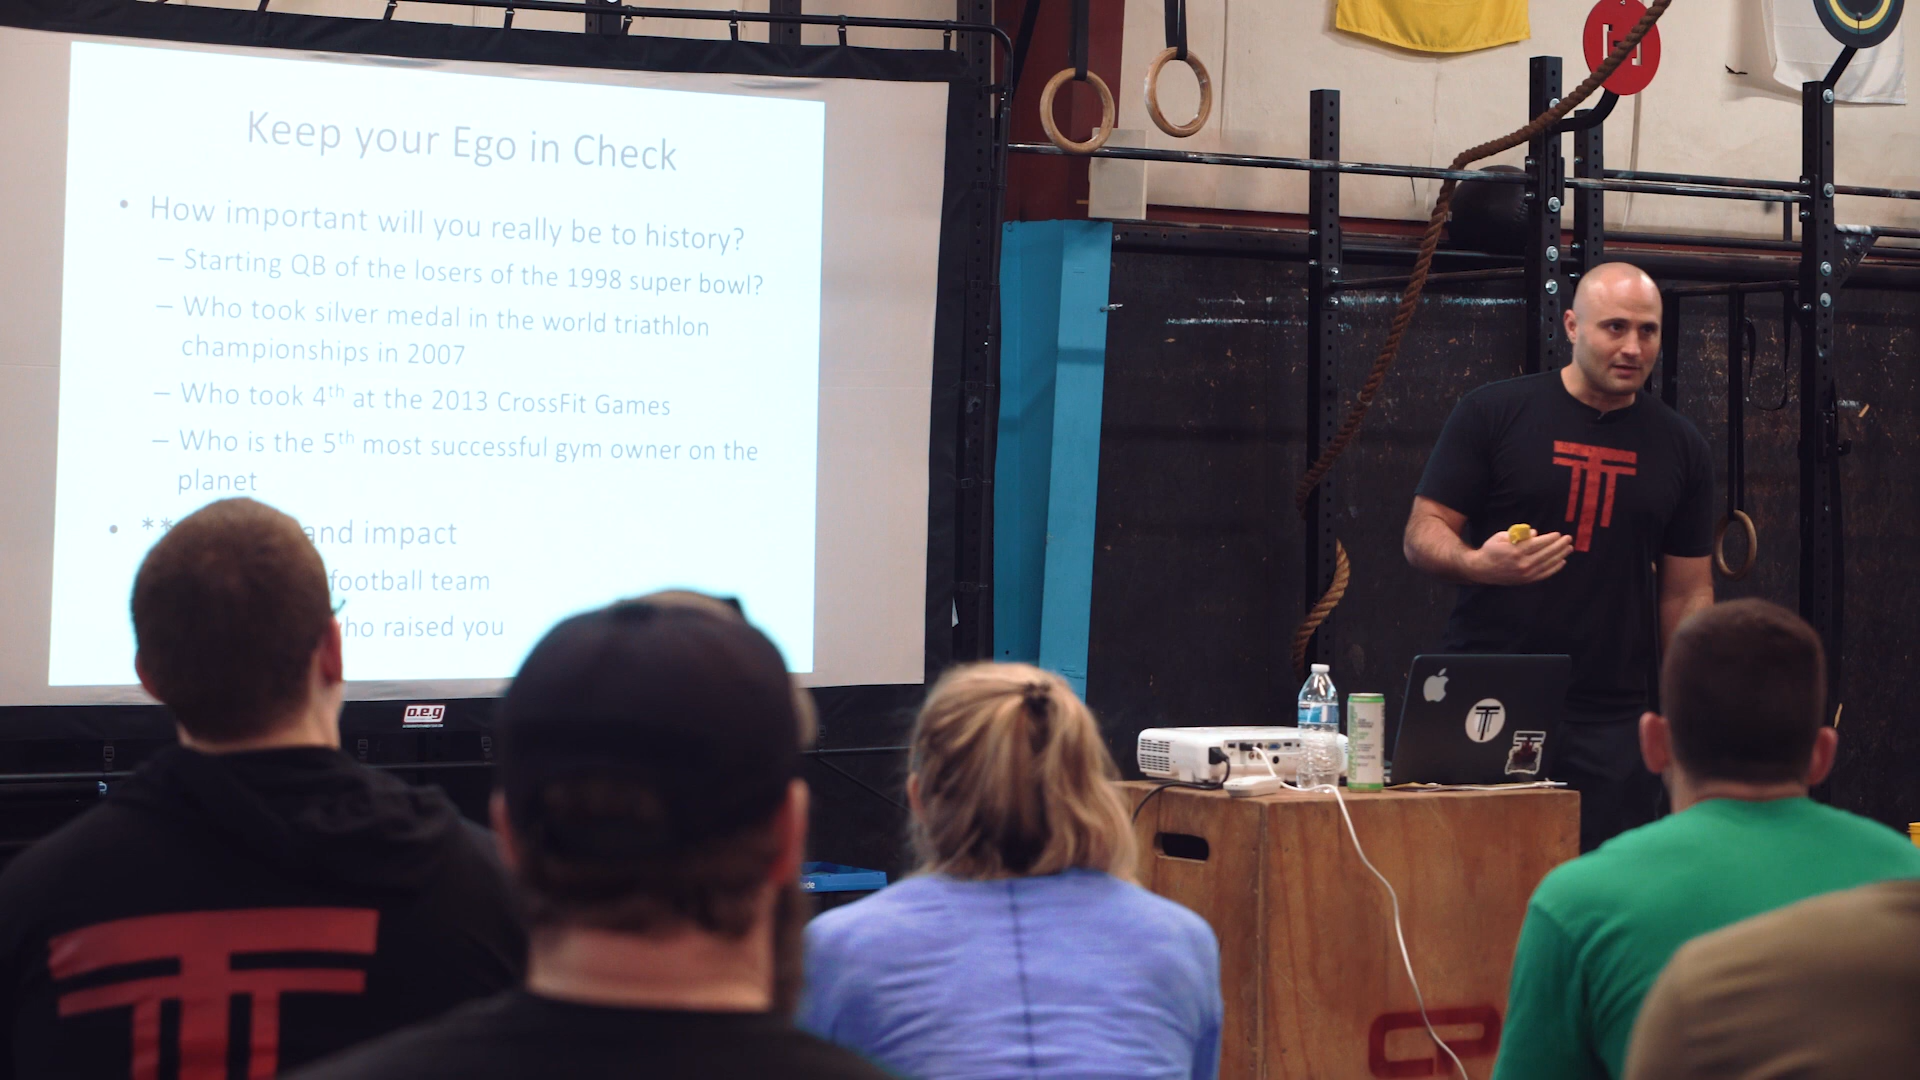 Keep your Ego in Check
• How important will you really be to history?
– Starting QB of the losers of the 1998 super bowl?
– Who took silver medal in the world triathlon
championships in 2007
– Who took 4th at the 2013 CrossFit Games
– Who is the 5th most successful gym owner on the
planet
• ** and impact
football team
who raised you
o.e.g